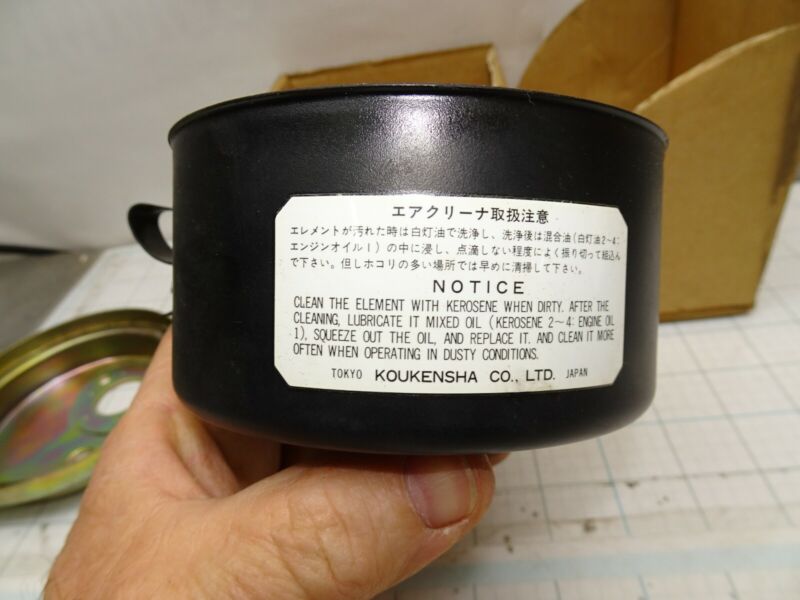 エアクリーナ取扱注意
エレメントが汚れた時は白灯油で洗浄し、洗浄後は混合油(白灯油2～4:
エンジンオイル1)の中に浸し、点滴しない程度によく振り切って組込ん
で下さい。但しホコリの多い場所では早めに清掃して下さい。
NOTICE
CLEAN THE ELEMENT WITH KEROSENE WHEN DIRTY. AFTER THE
CLEANING, LUBRICATE IT MIXED OIL (KEROSENE 2～4: ENGINE OIL
1), SQUEEZE OUT THE OIL, AND REPLACE IT. AND CLEAN IT MORE
OFTEN WHEN OPERATING IN DUSTY CONDITIONS.
TOKYO KOUKENSHA CO., LTD. JAPAN